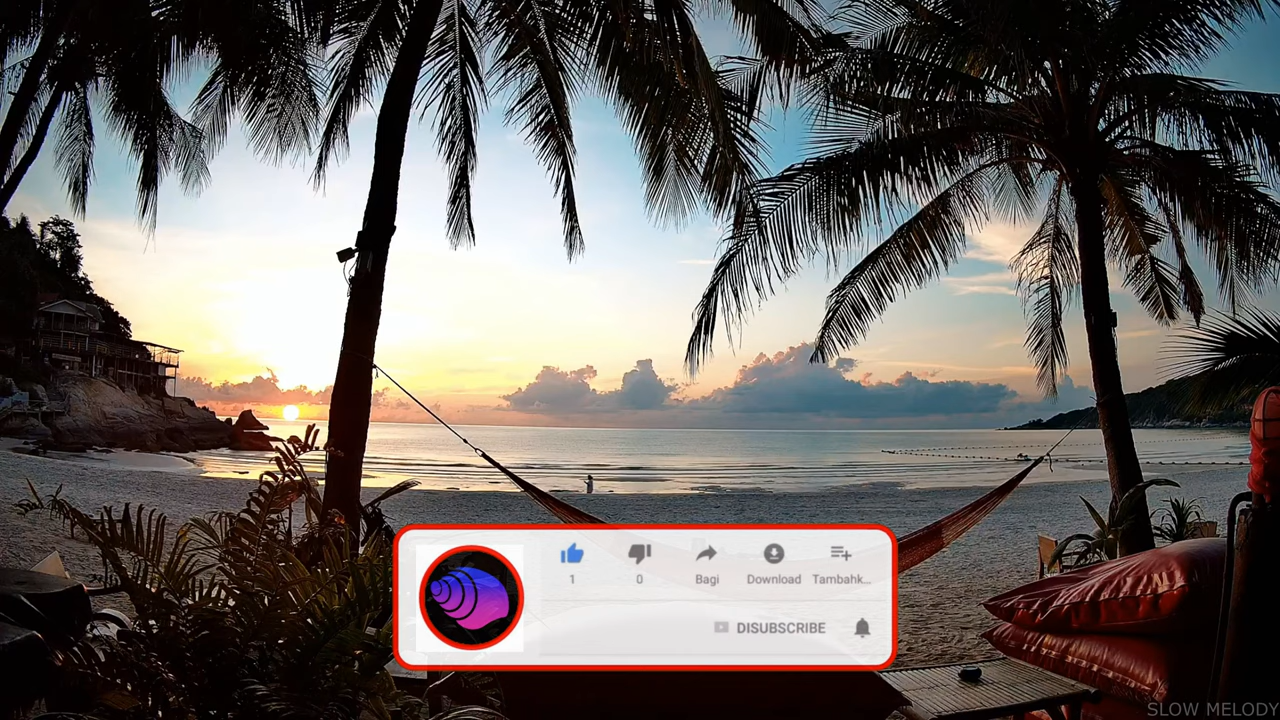 1
0
Bagi
Download
Tambahk...
DISUBSCRIBE
SLOW MELODY